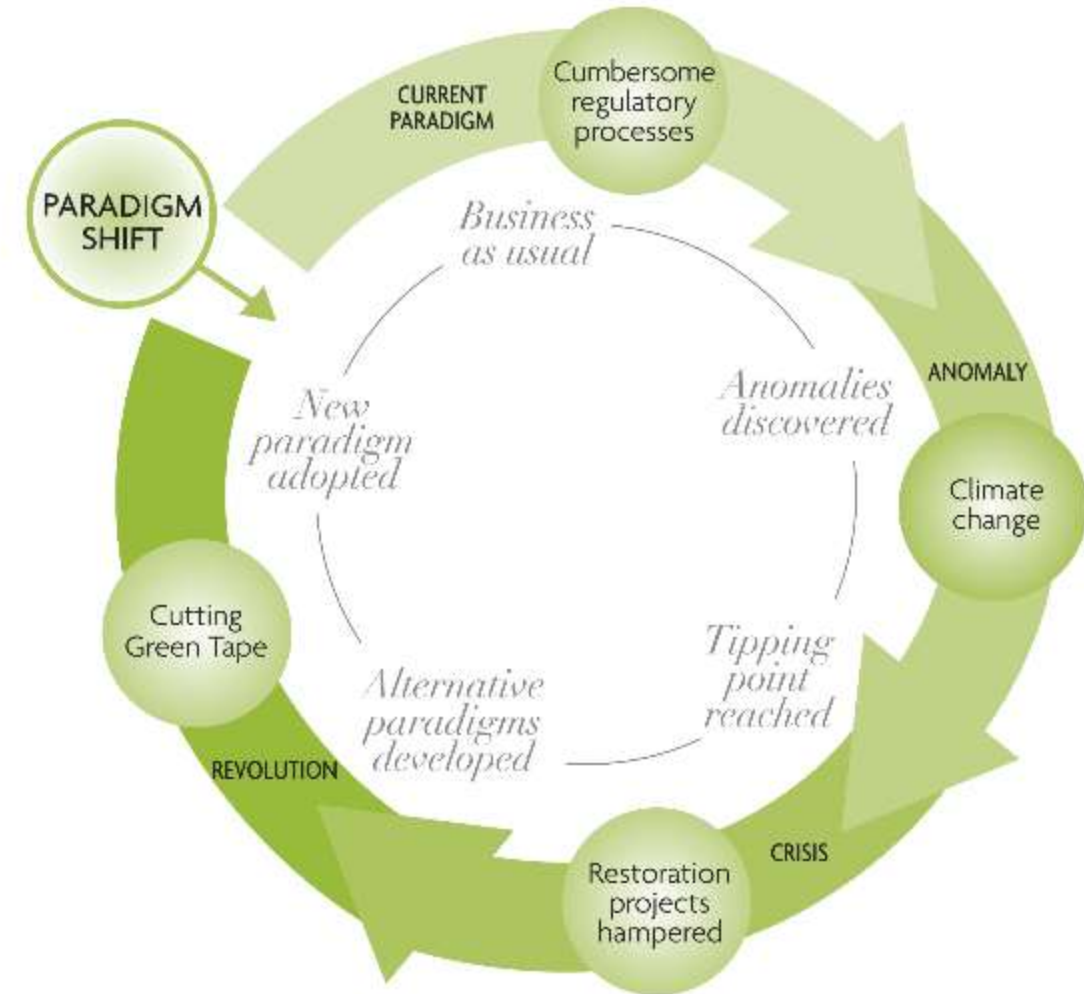 PARADIGM
SHIFT
CURRENT
PARADIGM
Cumbersome
regulatory
processes
Business
as usual
ANOMALY
Anomalies
discovered
Climate
change
Tipping
point
reached
CRISIS
Restoration
projects
hampered
Alternative
paradigms
developed
REVOLUTION
Cutting
Green Tape
New
paradigm
adopted